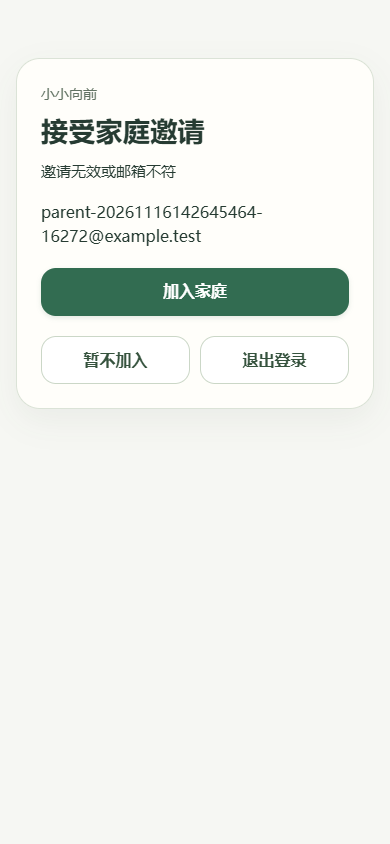 小小向前
接受家庭邀请
邀请无效或邮箱不符
parent-20261116142645464-
16272@example.test
加入家庭
暂不加入
退出登录